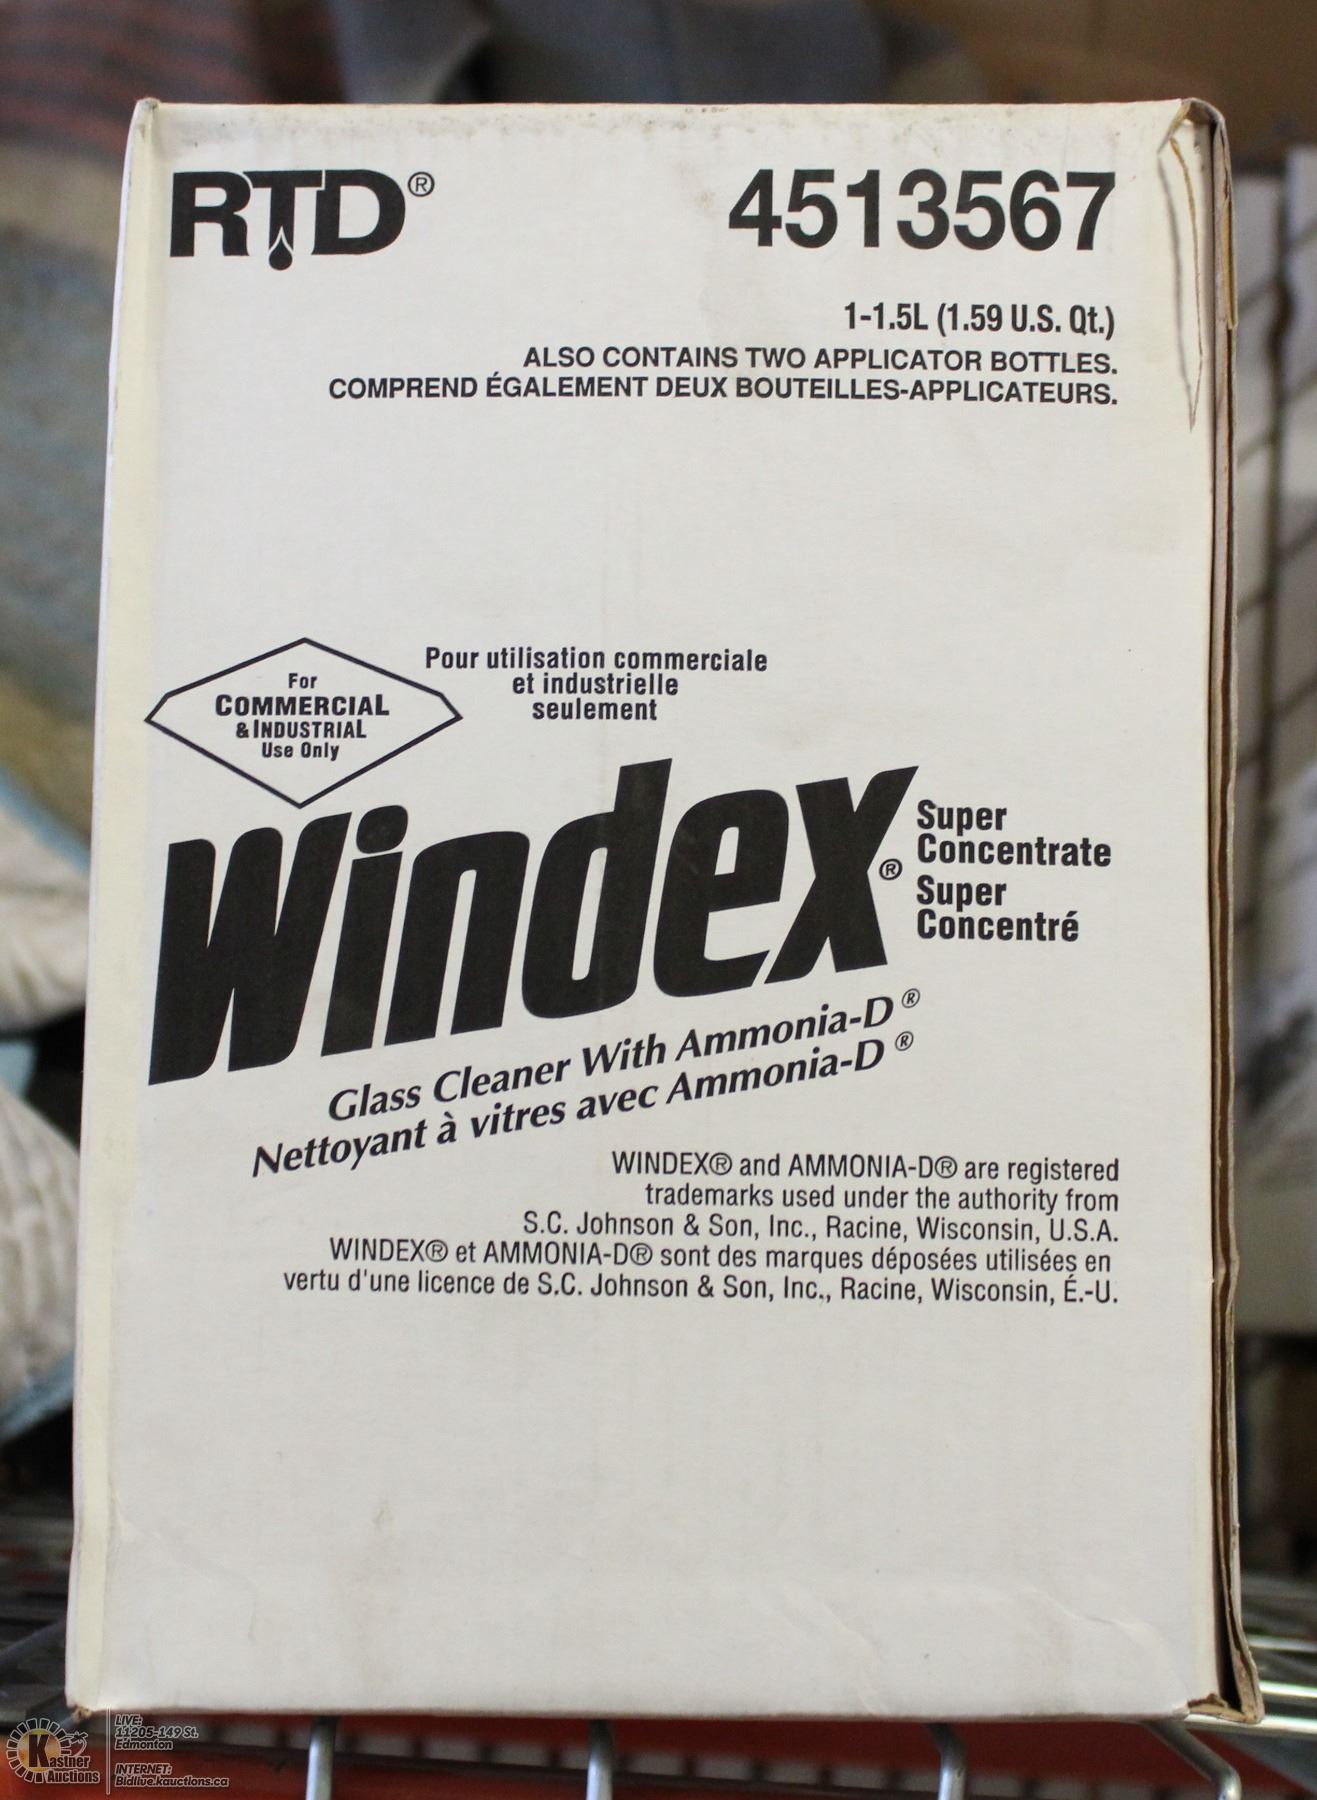 RTD® 4513567
1-1.5L (1.59 U.S. Qt.)
ALSO CONTAINS TWO APPLICATOR BOTTLES.
COMPREND ÉGALEMENT DEUX BOUTEILLES-APPLICATEURS.
For
COMMERCIAL
& INDUSTRIAL
Use Only
Pour utilisation commerciale
et industrielle
seulement
Windex®
Super
Concentrate
Super
Concentré
Glass Cleaner With Ammonia-D®
Nettoyant à vitres avec Ammonia-D®
WINDEX® and AMMONIA-D® are registered
trademarks used under the authority from
S.C. Johnson & Son, Inc., Racine, Wisconsin, U.S.A.
WINDEX® et AMMONIA-D® sont des marques déposées utilisées en
vertu d'une licence de S.C. Johnson & Son, Inc., Racine, Wisconsin, É.-U.
Kastner
Auctions
LIVE:
11205-149 St.
Edmonton
INTERNET:
Bidlive.kauctions.ca